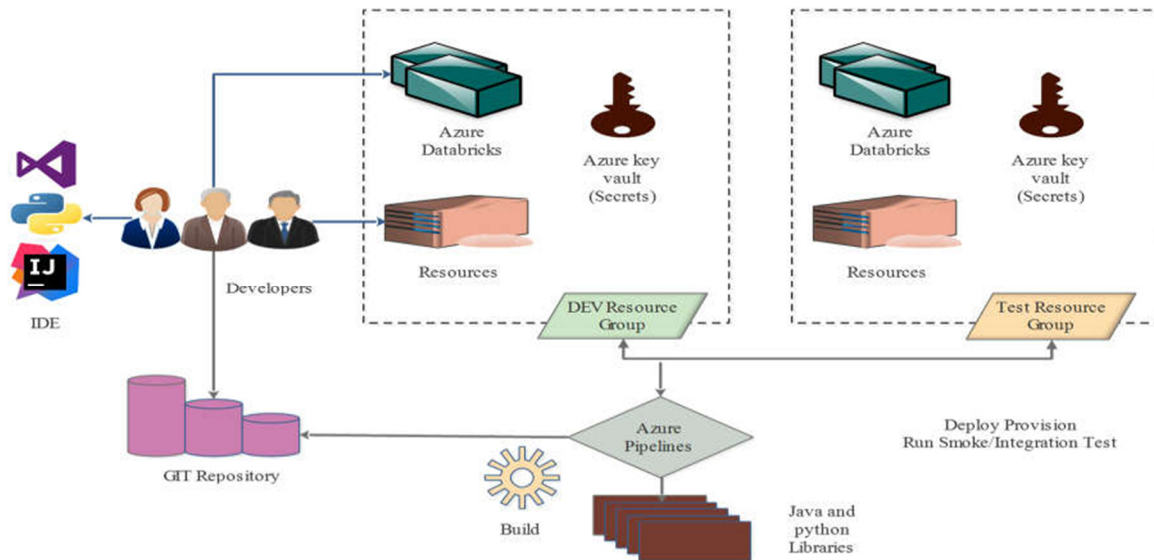 Azure
Databricks
Azure key
vault
(Secrets)
Azure
Databricks
Azure key
vault
(Secrets)
IJ
IDE
Developers
Resources
Resources
DEV Resource
Group
Test Resource
Group
GIT Repository
Azure
Pipelines
Deploy Provision
Run Smoke/Integration Test
Build
Java and
python
Libraries